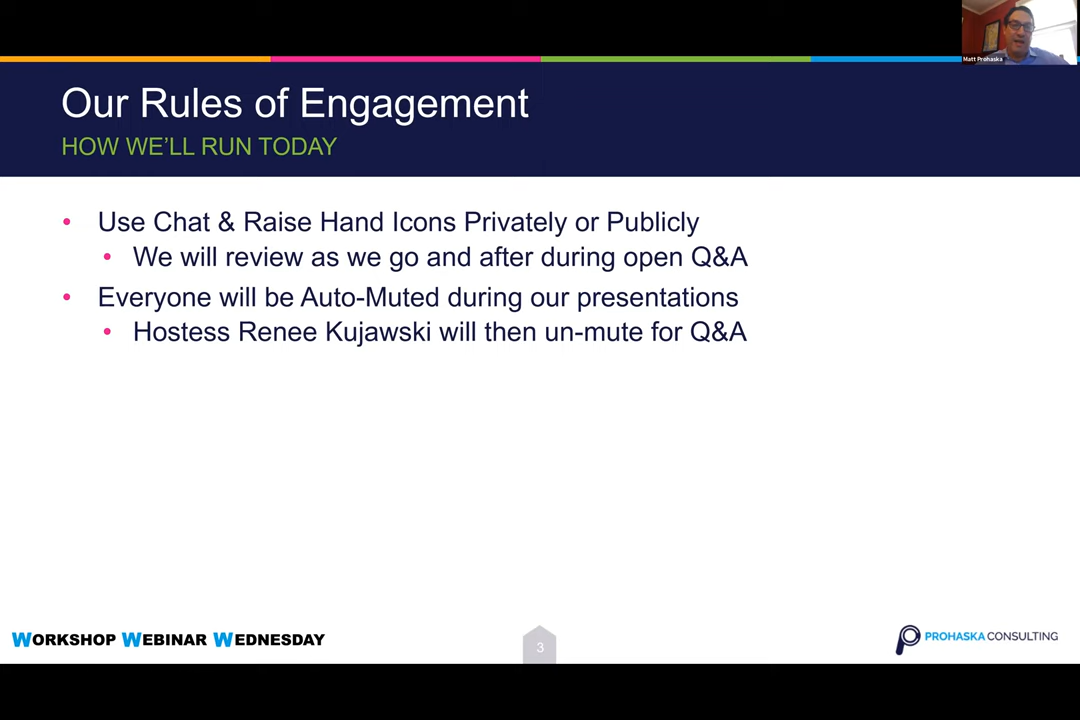 Matt Prohaska
Our Rules of Engagement
HOW WE'LL RUN TODAY
• Use Chat & Raise Hand Icons Privately or Publicly
• We will review as we go and after during open Q&A
• Everyone will be Auto-Muted during our presentations
• Hostess Renee Kujawski will then un-mute for Q&A
WORKSHOP WEBINAR WEDNESDAY
3
PROHASKA CONSULTING